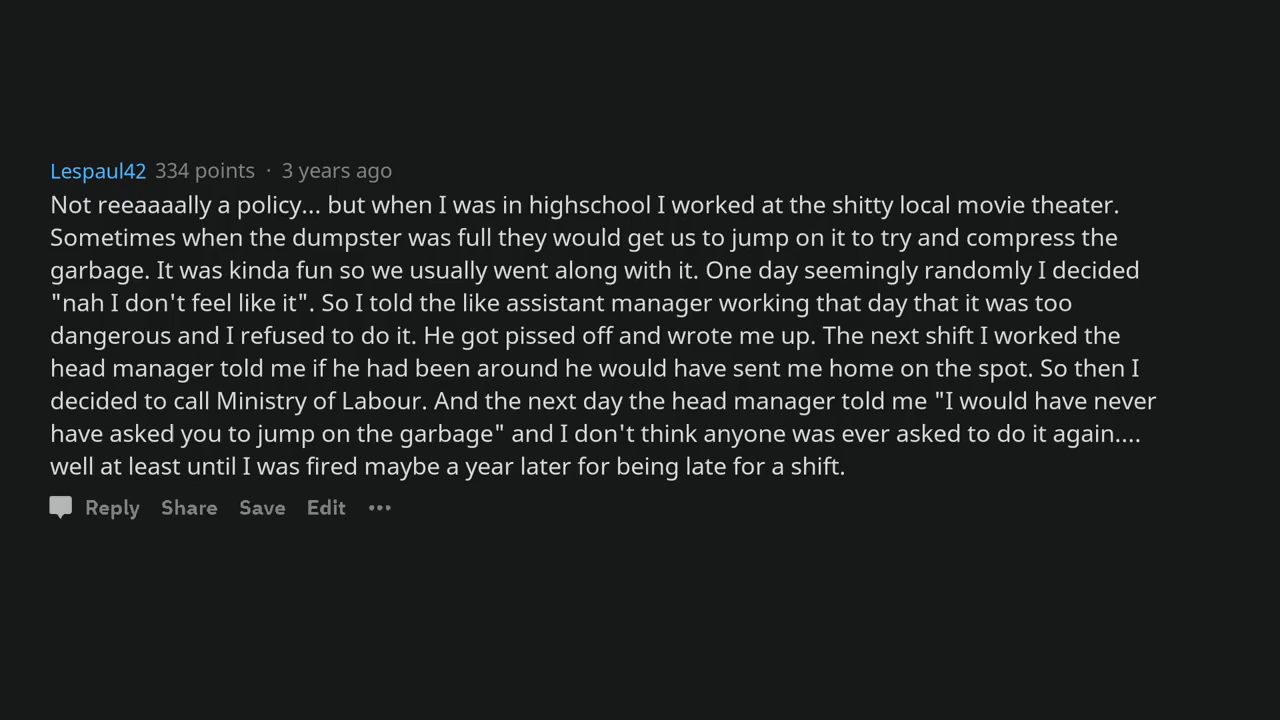 Lespaul42 334 points · 3 years ago
Not reeaaaally a policy... but when I was in highschool I worked at the shitty local movie theater.
Sometimes when the dumpster was full they would get us to jump on it to try and compress the
garbage. It was kinda fun so we usually went along with it. One day seemingly randomly I decided
"nah I don't feel like it". So I told the like assistant manager working that day that it was too
dangerous and I refused to do it. He got pissed off and wrote me up. The next shift I worked the
head manager told me if he had been around he would have sent me home on the spot. So then I
decided to call Ministry of Labour. And the next day the head manager told me "I would have never
have asked you to jump on the garbage" and I don't think anyone was ever asked to do it again....
well at least until I was fired maybe a year later for being late for a shift.
Reply Share Save Edit •••